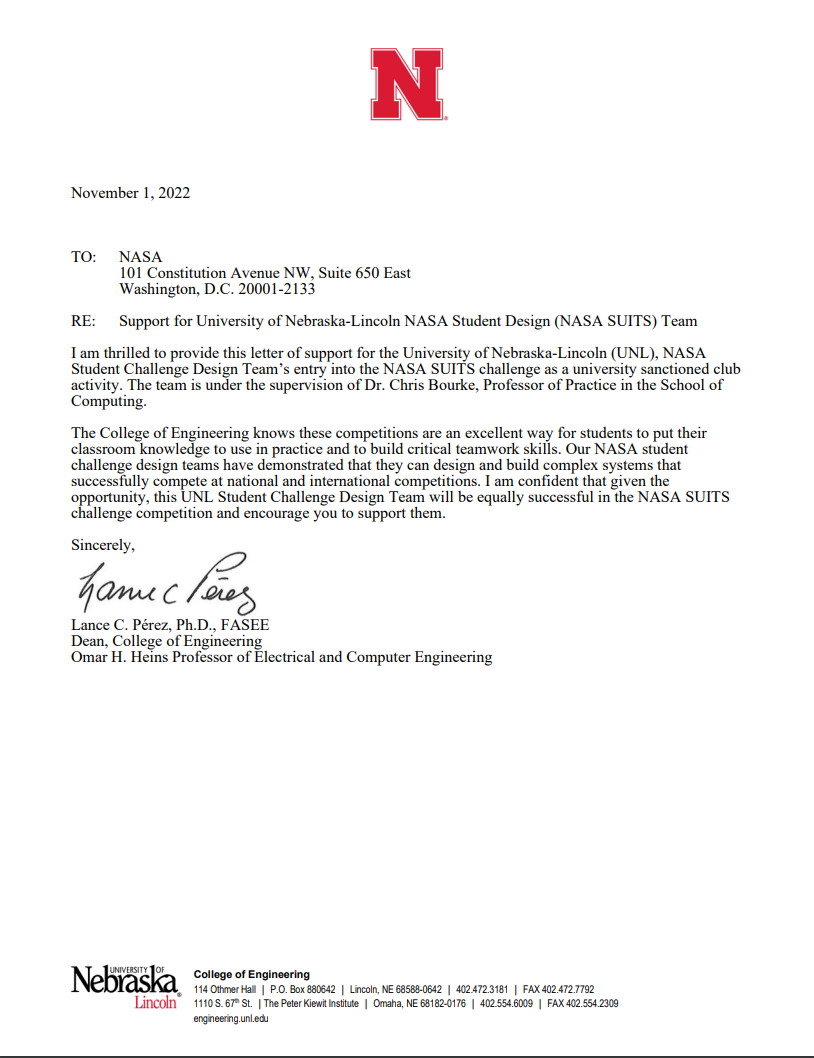 N
November 1, 2022
TO: NASA
101 Constitution Avenue NW, Suite 650 East
Washington, D.C. 20001-2133
RE: Support for University of Nebraska-Lincoln NASA Student Design (NASA SUITS) Team
I am thrilled to provide this letter of support for the University of Nebraska-Lincoln (UNL), NASA
Student Challenge Design Team’s entry into the NASA SUITS challenge as a university sanctioned club
activity. The team is under the supervision of Dr. Chris Bourke, Professor of Practice in the School of
Computing.
The College of Engineering knows these competitions are an excellent way for students to put their
classroom knowledge to use in practice and to build critical teamwork skills. Our NASA student
challenge design teams have demonstrated that they can design and build complex systems that
successfully compete at national and international competitions. I am confident that given the
opportunity, this UNL Student Challenge Design Team will be equally successful in the NASA SUITS
challenge competition and encourage you to support them.
Sincerely,
Lance C Pérez
Lance C. Pérez, Ph.D., FASEE
Dean, College of Engineering
Omar H. Heins Professor of Electrical and Computer Engineering
UNIVERSITY OF
Nebraska
Lincoln®
College of Engineering
114 Othmer Hall | P.O. Box 880642 | Lincoln, NE 68588-0642 | 402.472.3181 | FAX 402.472.7792
1110 S. 67th St. | The Peter Kiewit Institute | Omaha, NE 68182-0176 | 402.554.6009 | FAX 402.554.2309
engineering.unl.edu